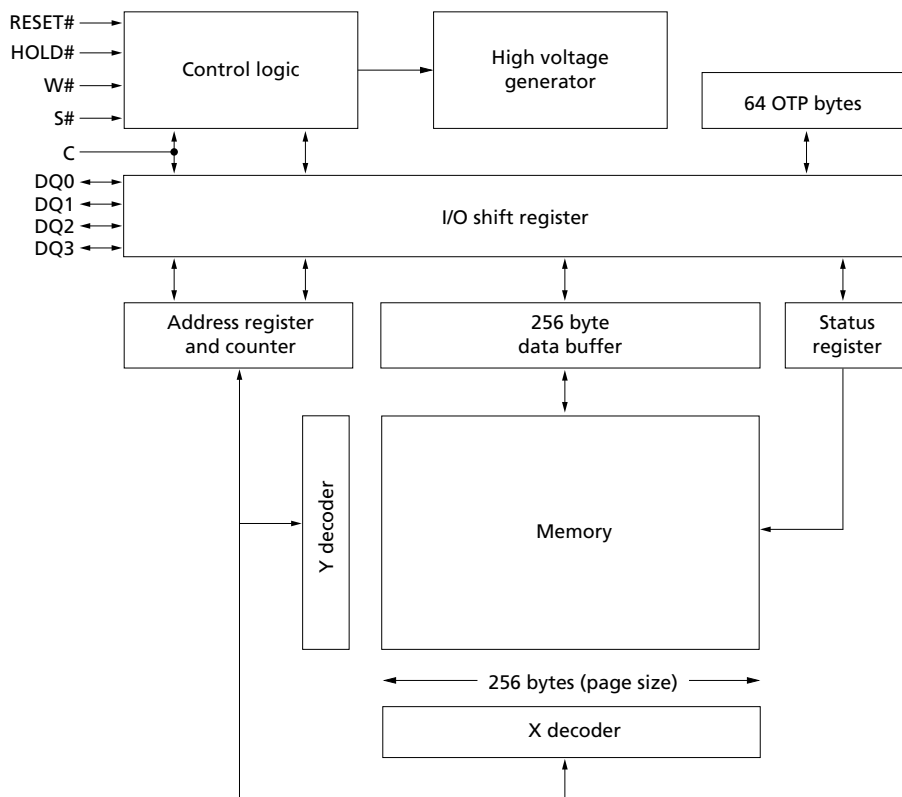 RESET#
HOLD#
W#
S#
C
Control logic
High voltage
generator
64 OTP bytes
DQ0
DQ1
DQ2
DQ3
I/O shift register
Address register
and counter
256 byte
data buffer
Status
register
Y decoder
Memory
256 bytes (page size)
X decoder